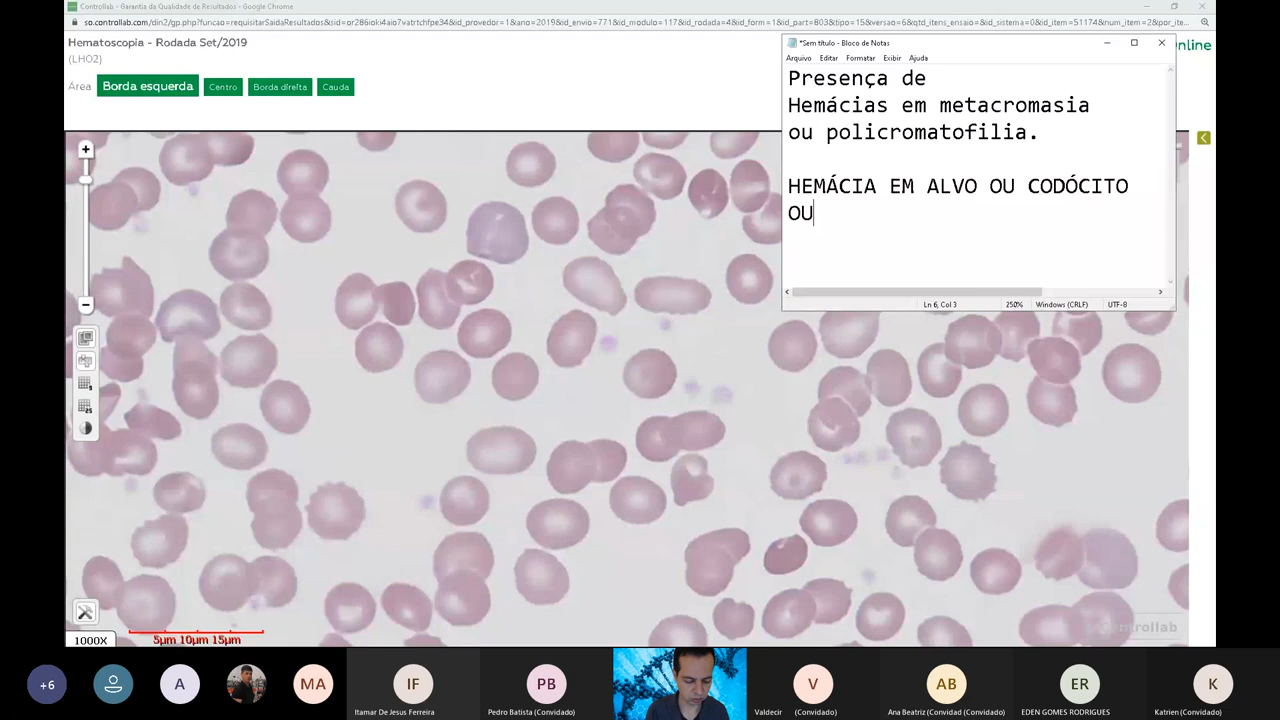 Controllab - Garantia da Qualidade de Resultados - Google Chrome
Hematoscopia - Rodada Set/2019
(LH02)
Área Borda esquerda Centro Borda direita Cauda
nline
*Sem título - Bloco de Notas
Arquivo Editar Formatar Exibir Ajuda
Presença de
Hemácias em metacromasia
ou policromatofilia.
HEMÁCIA EM ALVO OU CODÓCITO
OU
Ln 6, Col 3 250% Windows (CRLF) UTF-8
1000X 5µm 10µm 15µm
ontrollab
+6 A MA IF PB V AB ER K
Itamar De Jesus Ferreira Pedro Batista (Convidado) Valdecir (Convidado) Ana Beatriz (Convidad (Convidado) EDEN GOMES RODRIGUES Katrien (Convidado)